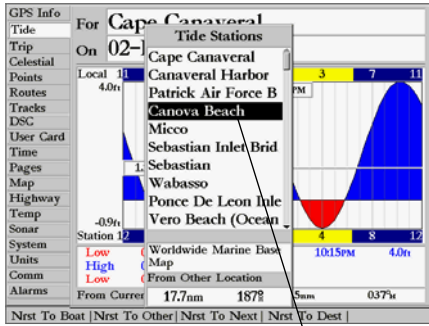 GPS Info
Tide
Trip
Celestial
Points
Routes
Tracks
DSC
User Card
Time
Pages
Map
Highway
Temp
Sonar
System
Units
Comm
Alarms
For Cape Canaveral
On 02-
Tide Stations
Cape Canaveral
Canaveral Harbor
Patrick Air Force B
Canova Beach
Micco
Sebastian Inlet Brid
Sebastian
Wabasso
Ponce De Leon Inle
Vero Beach (Ocean
Worldwide Marine Base Map
From Other Location
17.7nm 187°
Local 11 3 7 11
4.0ft PM
-0.9ft
Station 12 4 8 12
Low
High
Low
10:15PM 4.0ft
From Curre 037°
Nrst To Boat Nrst To Other Nrst To Next Nrst To Dest